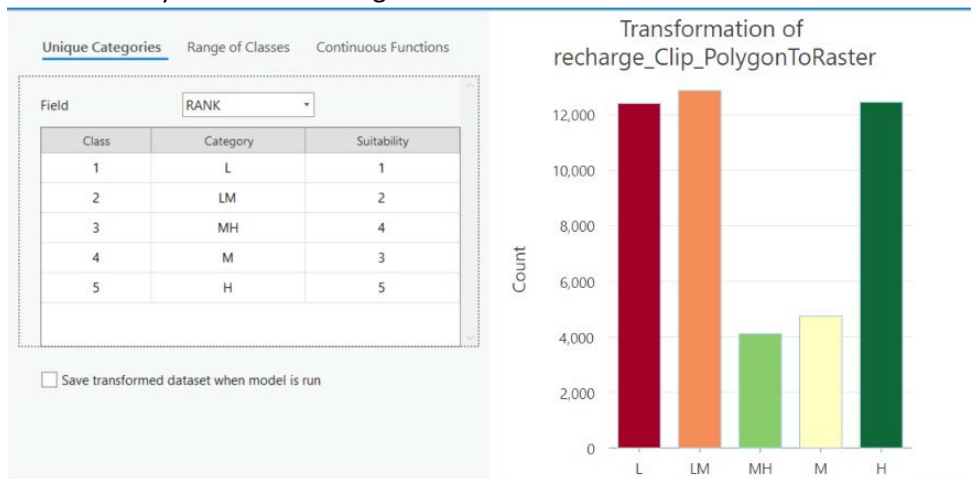 Unique Categories Range of Classes Continuous Functions
Field RANK
Class Category Suitability
1 L 1
2 LM 2
3 MH 4
4 M 3
5 H 5
Save transformed dataset when model is run
Transformation of
recharge_Clip_PolygonToRaster
Count
12,000
10,000
8,000
6,000
4,000
2,000
0
L LM MH M H